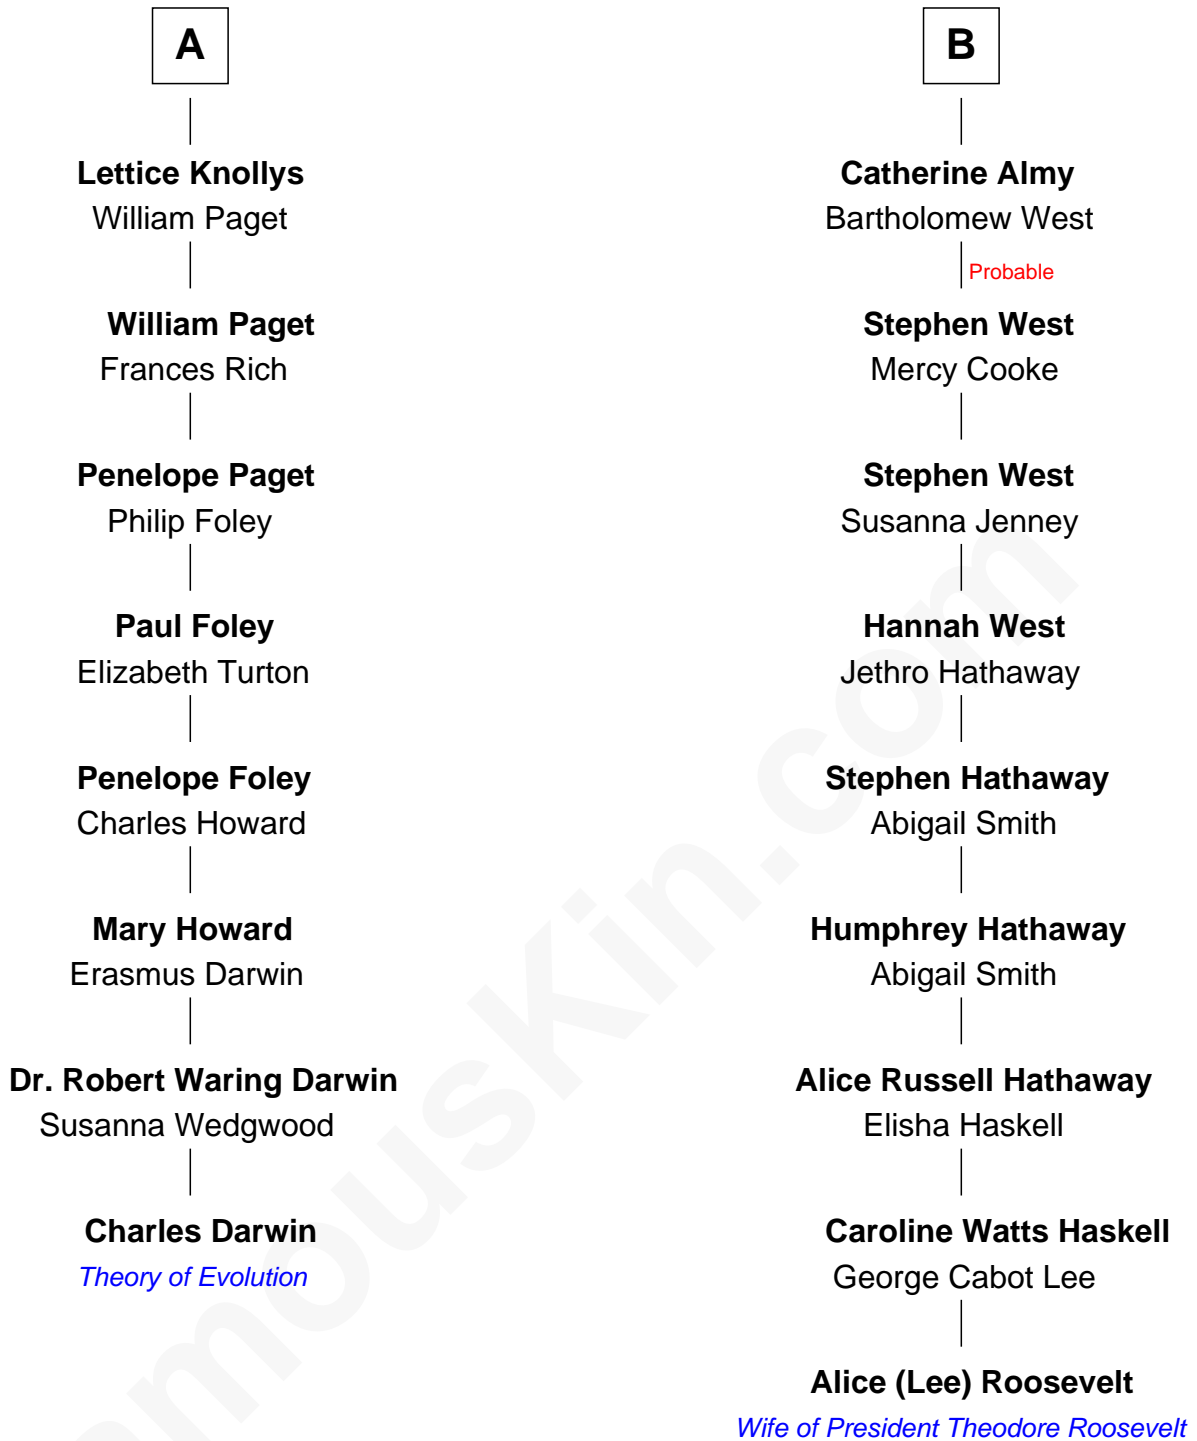 A
Lettice Knollys
William Paget
William Paget
Frances Rich
Penelope Paget
Philip Foley
Paul Foley
Elizabeth Turton
Penelope Foley
Charles Howard
Mary Howard
Erasmus Darwin
Dr. Robert Waring Darwin
Susanna Wedgwood
Charles Darwin
Theory of Evolution
B
Catherine Almy
Bartholomew West
Probable
Stephen West
Mercy Cooke
Stephen West
Susanna Jenney
Hannah West
Jethro Hathaway
Stephen Hathaway
Abigail Smith
Humphrey Hathaway
Abigail Smith
Alice Russell Hathaway
Elisha Haskell
Caroline Watts Haskell
George Cabot Lee
Alice (Lee) Roosevelt
Wife of President Theodore Roosevelt
mousKin.com